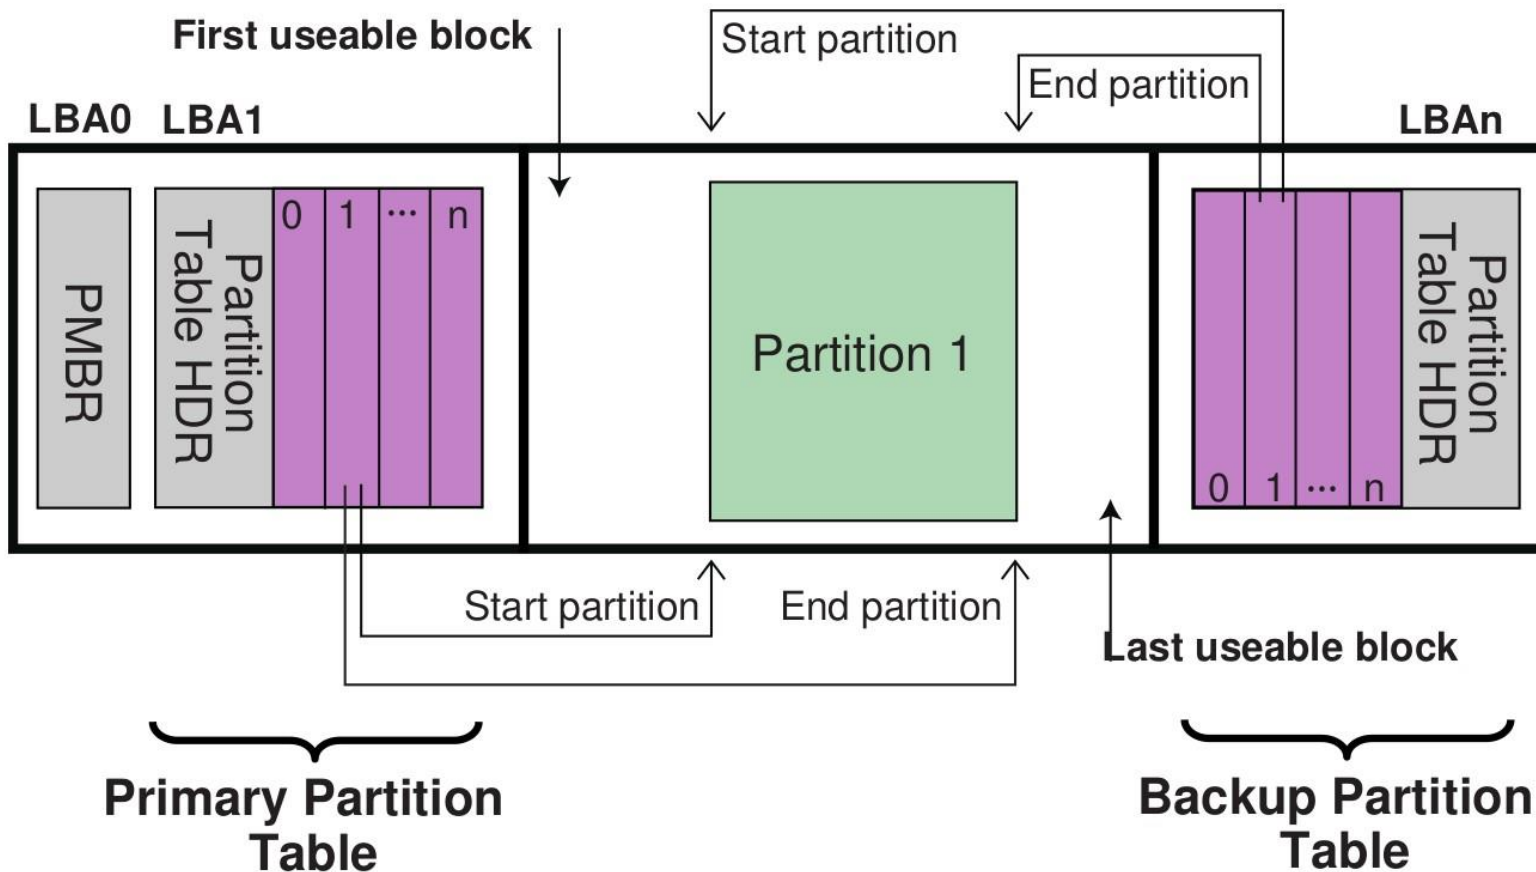 First useable block
Start partition
End partition
LBA0
LBA1
LBAn
PMBR
Partition
Table HDR
0
1
...
n
Partition 1
0
1
...
n
Partition
Table HDR
Start partition
End partition
Last useable block
Primary Partition
Table
Backup Partition
Table